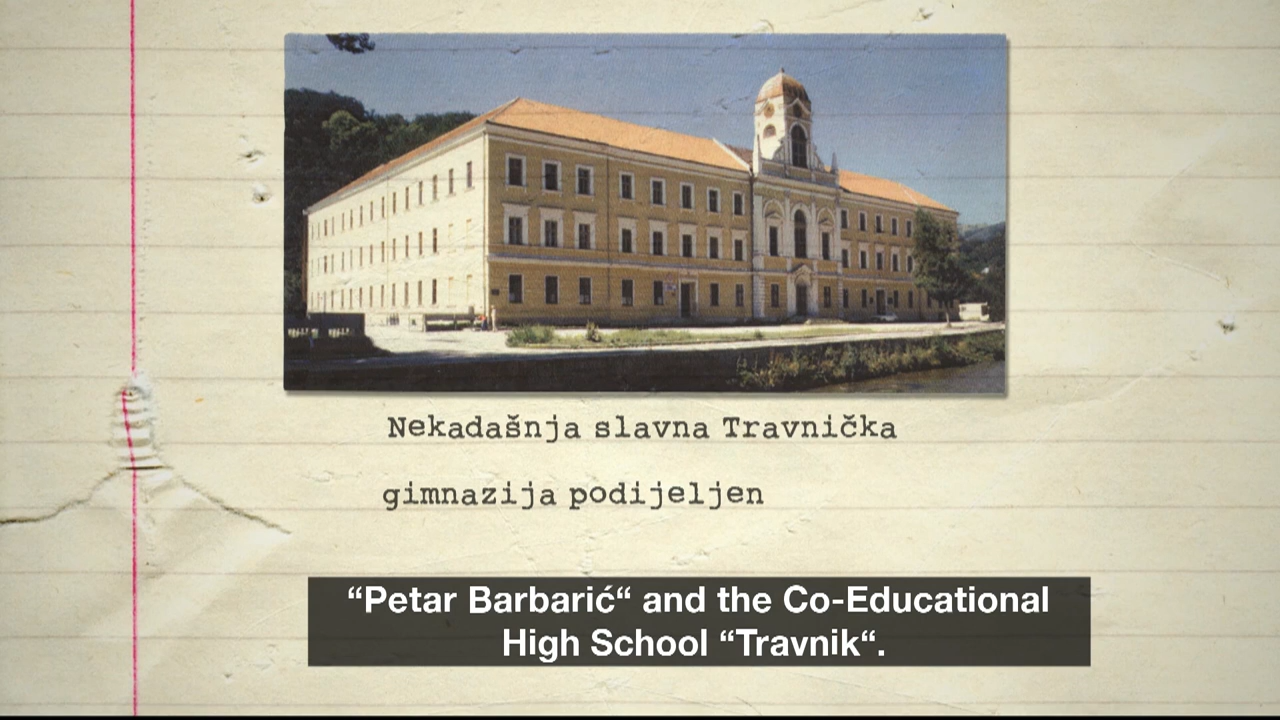 Nekadašnja slavna Travnička
gimnazija podijeljen
“Petar Barbarić“ and the Co-Educational
High School “Travnik“.